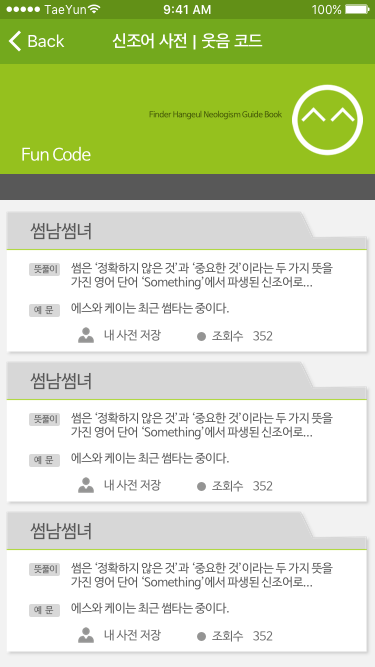 TaeYun
9:41 AM
100%
Back
신조어 사전 | 웃음 코드
Finder Hangeul Neologism Guide Book
Fun Code
썸남썸녀
뜻풀이
썸은 ‘정확하지 않은 것’과 ‘중요한 것’이라는 두 가지 뜻을
가진 영어 단어 ‘Something’에서 파생된 신조어로...
예 문
에스와 케이는 최근 썸타는 중이다.
내 사전 저장
조회수 352
썸남썸녀
뜻풀이
썸은 ‘정확하지 않은 것’과 ‘중요한 것’이라는 두 가지 뜻을
가진 영어 단어 ‘Something’에서 파생된 신조어로...
예 문
에스와 케이는 최근 썸타는 중이다.
내 사전 저장
조회수 352
썸남썸녀
뜻풀이
썸은 ‘정확하지 않은 것’과 ‘중요한 것’이라는 두 가지 뜻을
가진 영어 단어 ‘Something’에서 파생된 신조어로...
예 문
에스와 케이는 최근 썸타는 중이다.
내 사전 저장
조회수 352